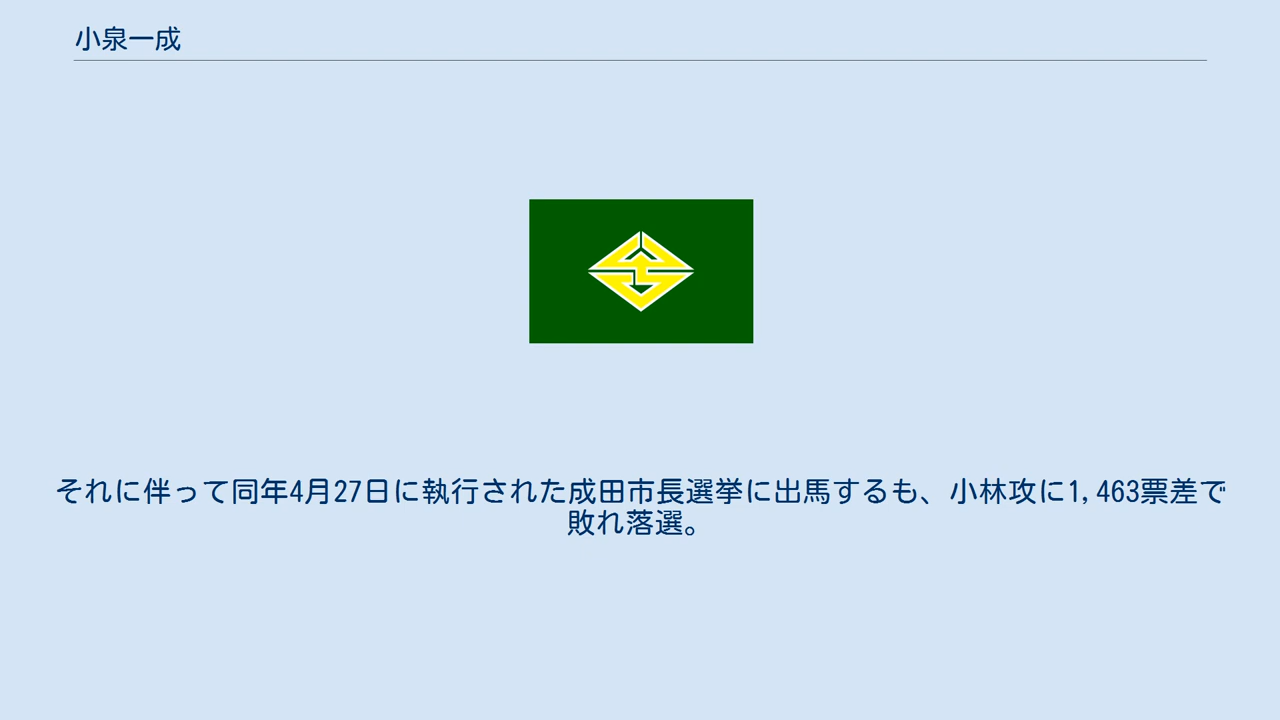 小泉一成
それに伴って同年4月27日に執行された成田市長選挙に出馬するも、小林攻に1,463票差で
敗れ落選。